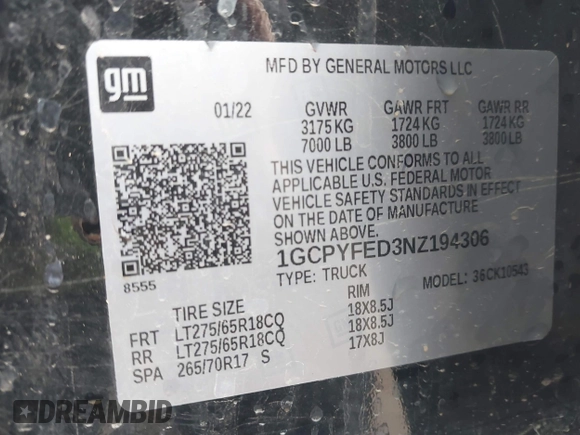 gm
MFD BY GENERAL MOTORS LLC
01/22 GVWR GAWR FRT GAWR RR
3175 KG 1724 KG 1724 KG
7000 LB 3800 LB 3800 LB
THIS VEHICLE CONFORMS TO ALL
APPLICABLE U.S. FEDERAL MOTOR
VEHICLE SAFETY STANDARDS IN EFFECT
ON THE DATE OF MANUFACTURE
SHOWN ABOVE.
1GCPYFED3NZ194306
8555
TYPE: TRUCK MODEL: 36CK10543
TIRE SIZE RIM
FRT LT275/65R18CQ 18X8.5J
RR LT275/65R18CQ 18X8.5J
SPA 265/70R17 S 17X8J
DREAMBID